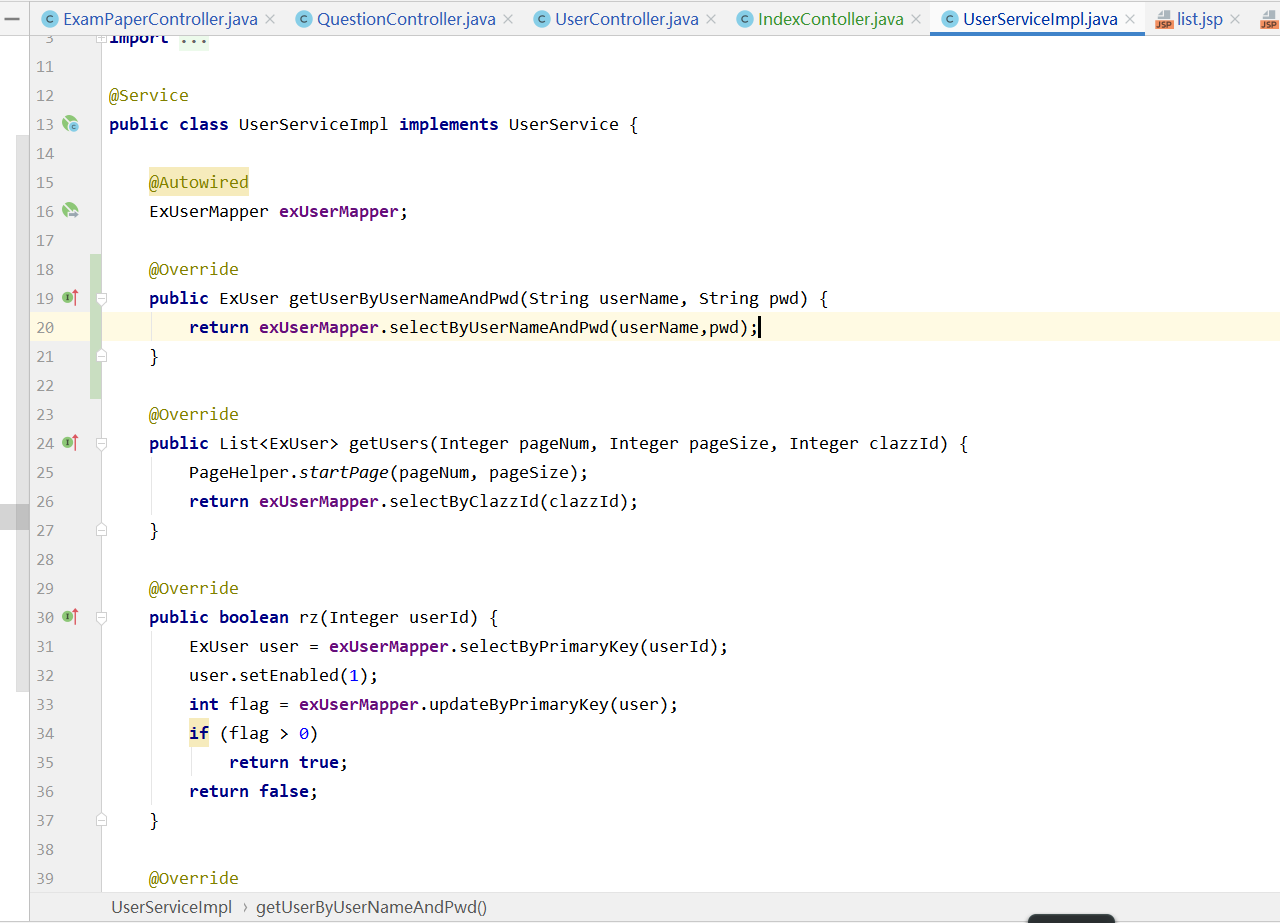 ExamPaperController.java QuestionController.java UserController.java IndexContoller.java UserServiceImpl.java list.jsp
3 import ...
11
12 @Service
13 public class UserServiceImpl implements UserService {
14
15 @Autowired
16 ExUserMapper exUserMapper;
17
18 @Override
19 public ExUser getUserByUserNameAndPwd(String userName, String pwd) {
20 return exUserMapper.selectByUserNameAndPwd(userName,pwd);
21 }
22
23 @Override
24 public List<ExUser> getUsers(Integer pageNum, Integer pageSize, Integer clazzId) {
25 PageHelper.startPage(pageNum, pageSize);
26 return exUserMapper.selectByClazzId(clazzId);
27 }
28
29 @Override
30 public boolean rz(Integer userId) {
31 ExUser user = exUserMapper.selectByPrimaryKey(userId);
32 user.setEnabled(1);
33 int flag = exUserMapper.updateByPrimaryKey(user);
34 if (flag > 0)
35 return true;
36 return false;
37 }
38
39 @Override
UserServiceImpl › getUserByUserNameAndPwd()